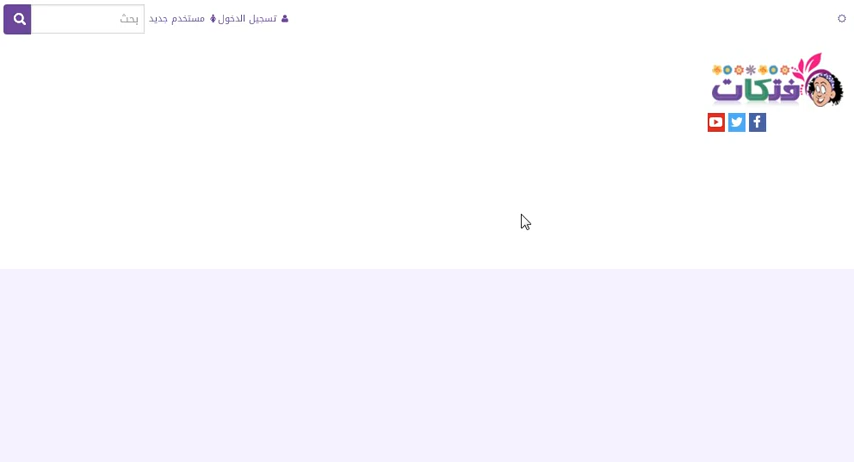 تسجيل الدخول
مستخدم جديد
بحث
فتكات